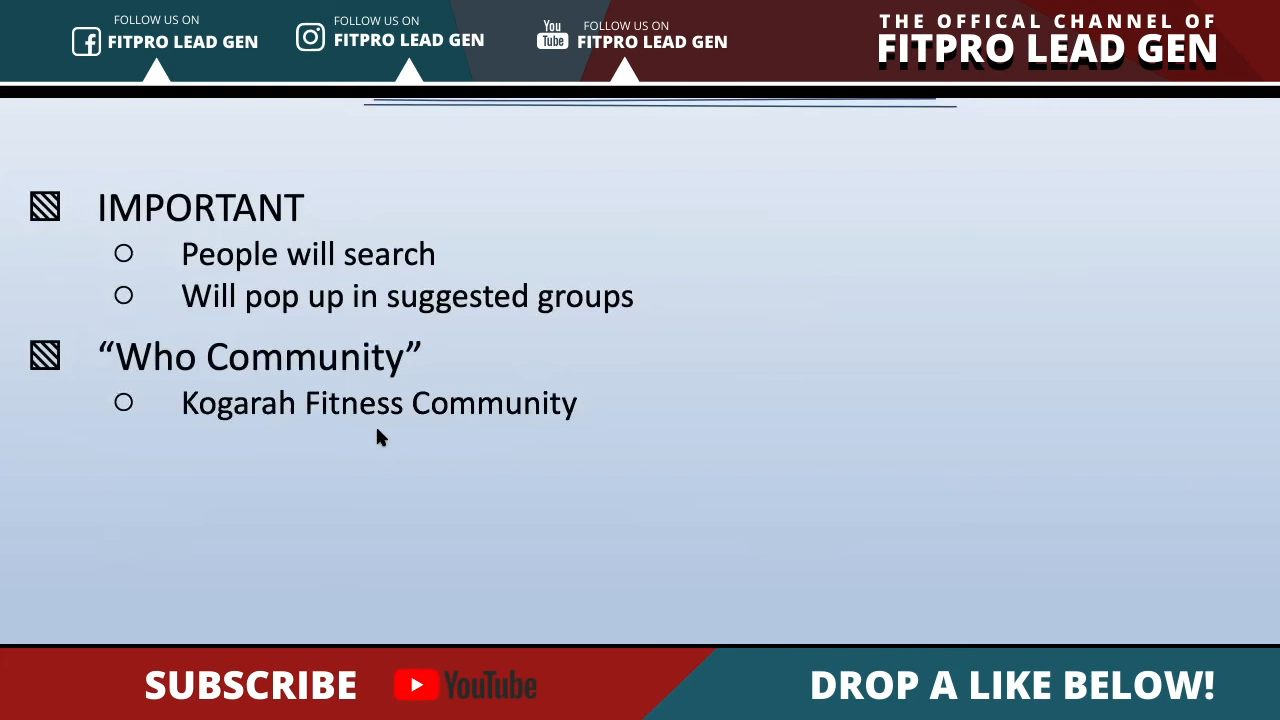 FOLLOW US ON
FITPRO LEAD GEN
FOLLOW US ON
FITPRO LEAD GEN
You Tube
FOLLOW US ON
FITPRO LEAD GEN
THE OFFICAL CHANNEL OF
FITPRO LEAD GEN
IMPORTANT
People will search
Will pop up in suggested groups
“Who Community”
Kogarah Fitness Community
SUBSCRIBE
YouTube
DROP A LIKE BELOW!